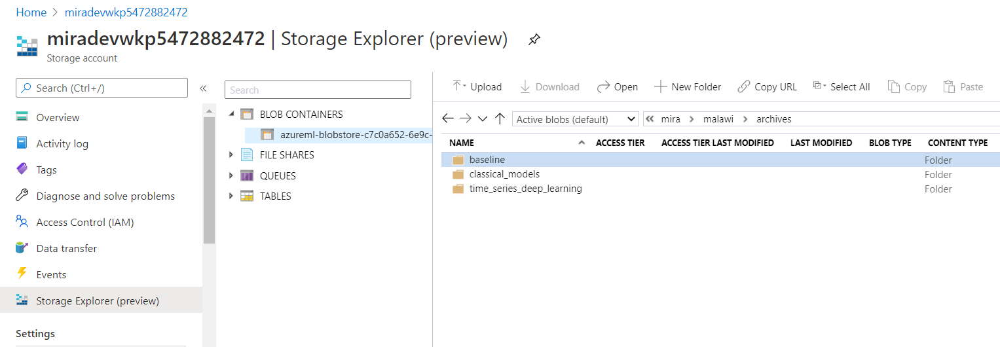 Home > miradevwkp5472882472
miradevwkp5472882472 | Storage Explorer (preview)
Storage account
Search (Ctrl+/)
«
Overview
Activity log
Tags
Diagnose and solve problems
Access Control (IAM)
Data transfer
Events
Storage Explorer (preview)
Settings
Search
BLOB CONTAINERS
azureml-blobstore-c7c0a652-6e9c-
FILE SHARES
QUEUES
TABLES
Upload Download Open New Folder Copy URL Select All Copy Paste
Active blobs (default) « mira > malawi > archives
NAME ACCESS TIER ACCESS TIER LAST MODIFIED LAST MODIFIED BLOB TYPE CONTENT TYPE
baseline Folder
classical_models Folder
time_series_deep_learning Folder